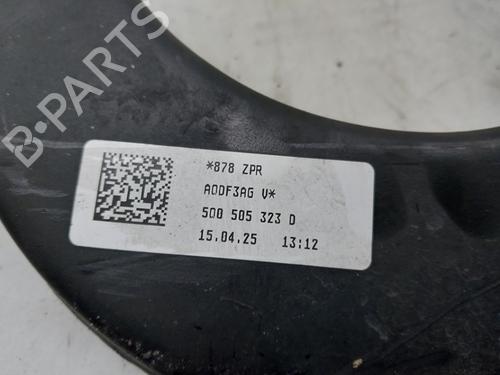 B-PARTS
*878 ZPR
A0DF3AG V*
5Q0 505 323 D
15.04.25 13:12